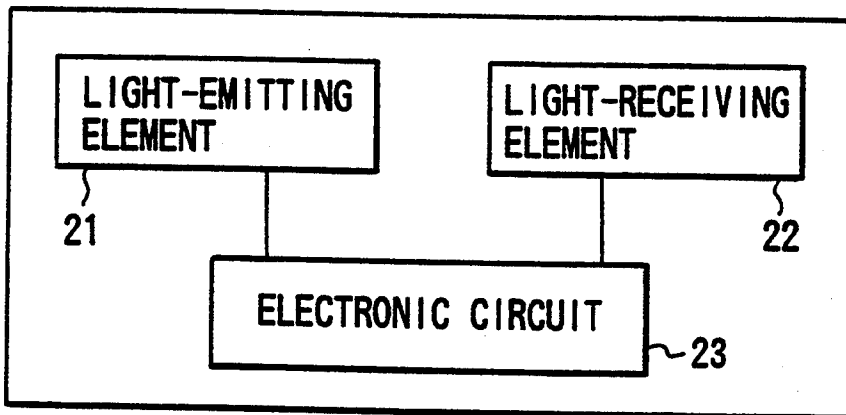 LIGHT-EMITTING
ELEMENT
21
LIGHT-RECEIVING
ELEMENT
22
ELECTRONIC CIRCUIT
23